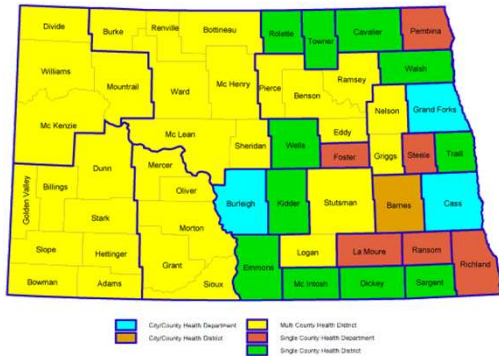 Divide
Burke
Renville
Bottineau
Rolette
Towner
Cavalier
Pembina
Williams
Mountrail
Ward
Mc Henry
Pierce
Benson
Ramsey
Walsh
Nelson
Grand Forks
Mc Kenzie
Mc Lean
Sheridan
Wells
Eddy
Foster
Griggs
Steele
Traill
Golden Valley
Billings
Dunn
Mercer
Oliver
Burleigh
Kidder
Stutsman
Barnes
Cass
Stark
Morton
Slope
Hettinger
Grant
Emmons
Logan
La Moure
Ransom
Richland
Bowman
Adams
Sioux
Mc Intosh
Dickey
Sargent
City/County Health Department
City/County Health District
Multi County Health District
Single County Health Department
Single County Health District